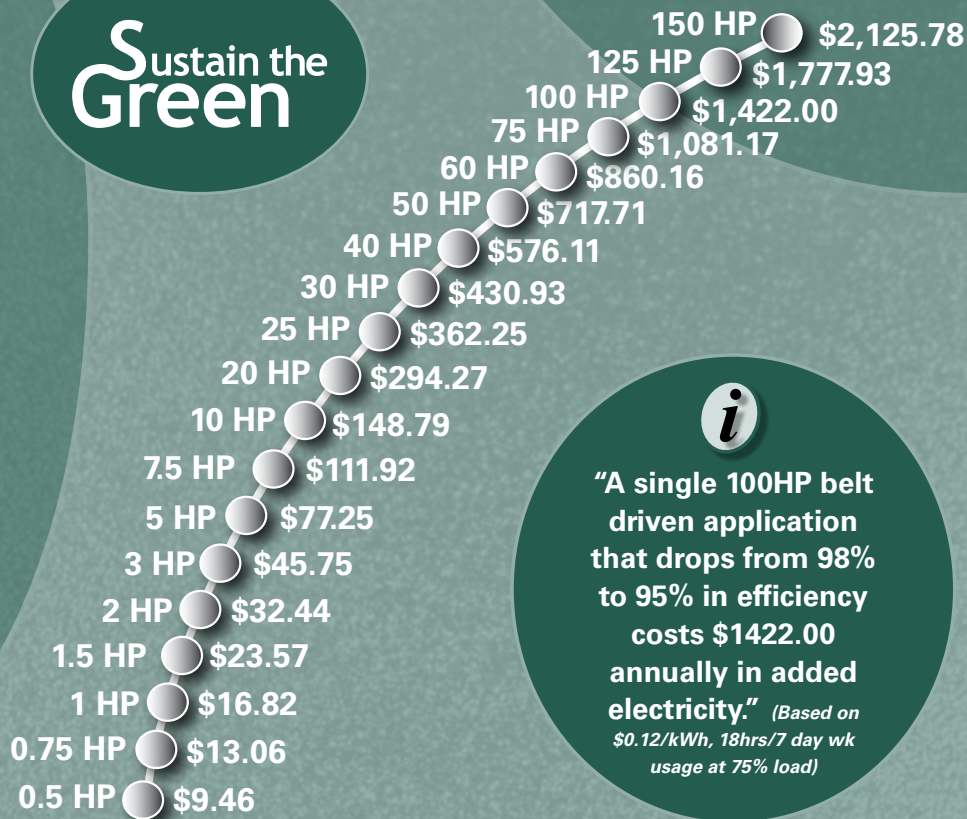 Sustain the
Green
150 HP $2,125.78
125 HP $1,777.93
100 HP $1,422.00
75 HP $1,081.17
60 HP $860.16
50 HP $717.71
40 HP $576.11
30 HP $430.93
25 HP $362.25
20 HP $294.27
10 HP $148.79
7.5 HP $111.92
5 HP $77.25
3 HP $45.75
2 HP $32.44
1.5 HP $23.57
1 HP $16.82
0.75 HP $13.06
0.5 HP $9.46
i
“A single 100HP belt
driven application
that drops from 98%
to 95% in efficiency
costs $1422.00
annually in added
electricity.” (Based on
$0.12/kWh, 18hrs/7 day wk
usage at 75% load)